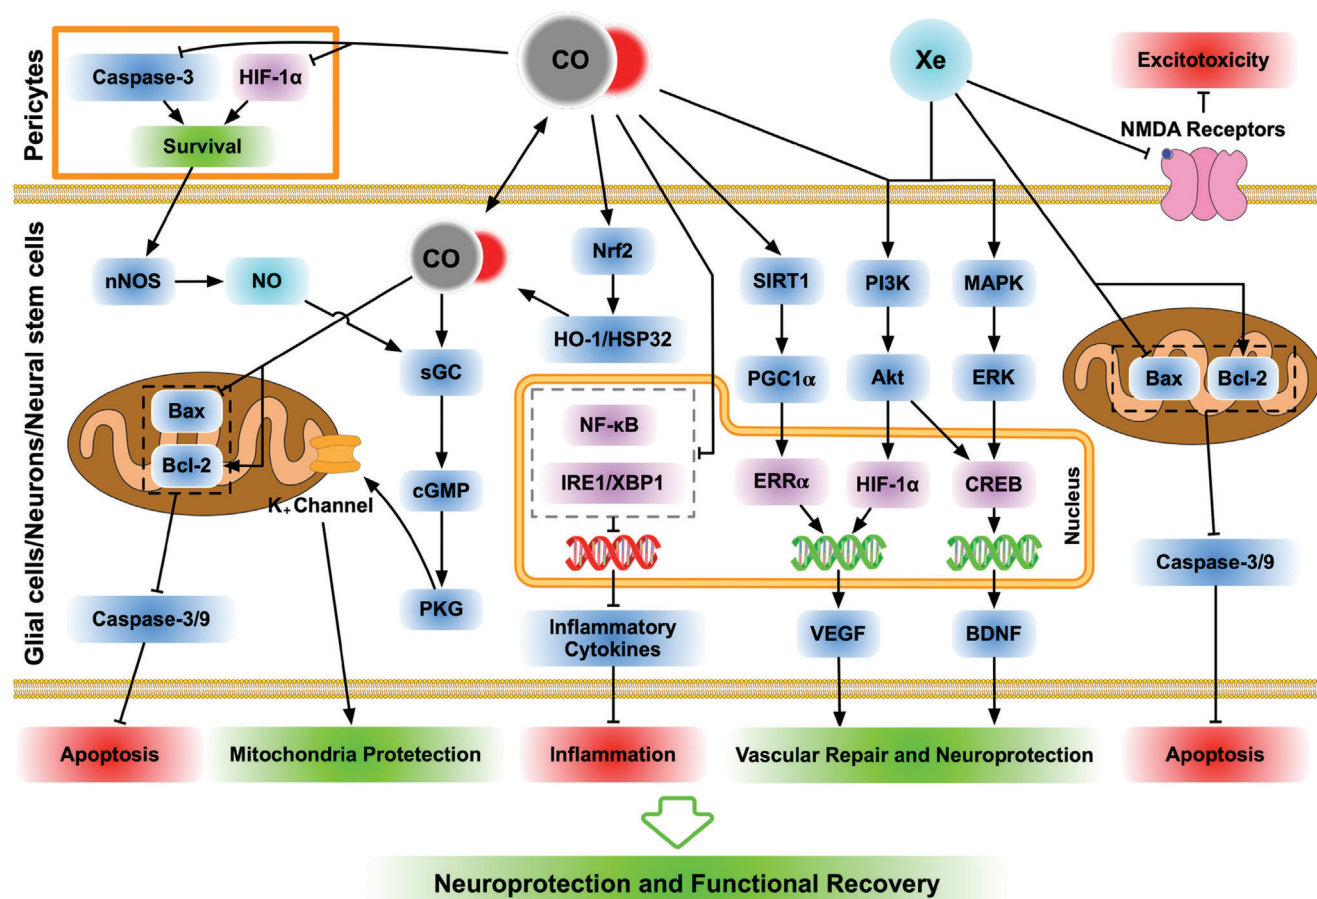 Pericytes
Caspase-3
HIF-1α
Survival
CO
Xe
Excitotoxicity
NMDA Receptors
Glial cells/Neurons/Neural stem cells
nNOS
NO
CO
Nrf2
HO-1/HSP32
SIRT1
PI3K
MAPK
sGC
PGC1α
Akt
ERK
Bax
Bcl-2
Bax
Bcl-2
K+ Channel
cGMP
PKG
NF-κB
IRE1/XBP1
ERRα
HIF-1α
CREB
Nucleus
Caspase-3/9
Inflammatory
Cytokines
VEGF
BDNF
Caspase-3/9
Apoptosis
Mitochondria Protetection
Inflammation
Vascular Repair and Neuroprotection
Apoptosis
Neuroprotection and Functional Recovery